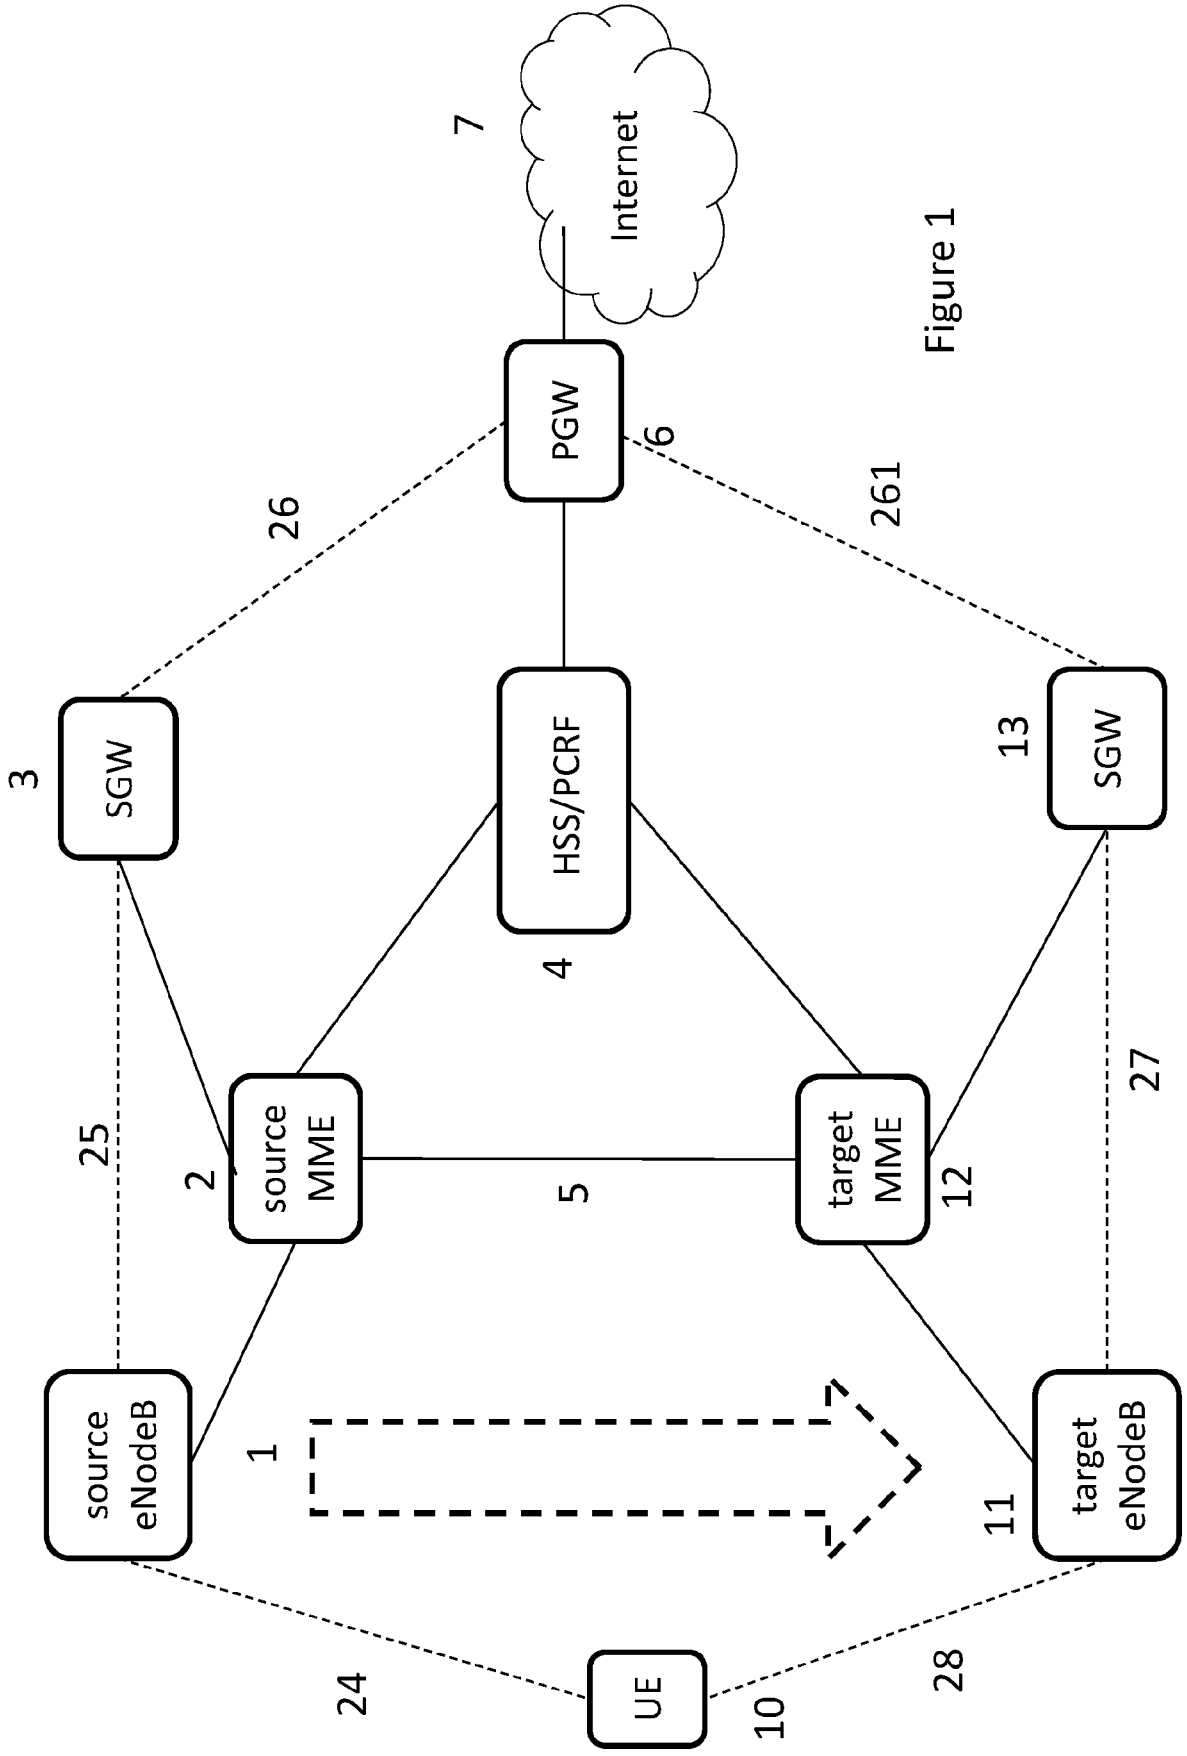 3
25
source
eNodeB
SGW
2
1
source
MME
26
24
7
4
HSS/PCRF
PGW
5
Internet
UE
6
10
target
MME
261
Figure 1
28
12
11
13
target
eNodeB
SGW
27